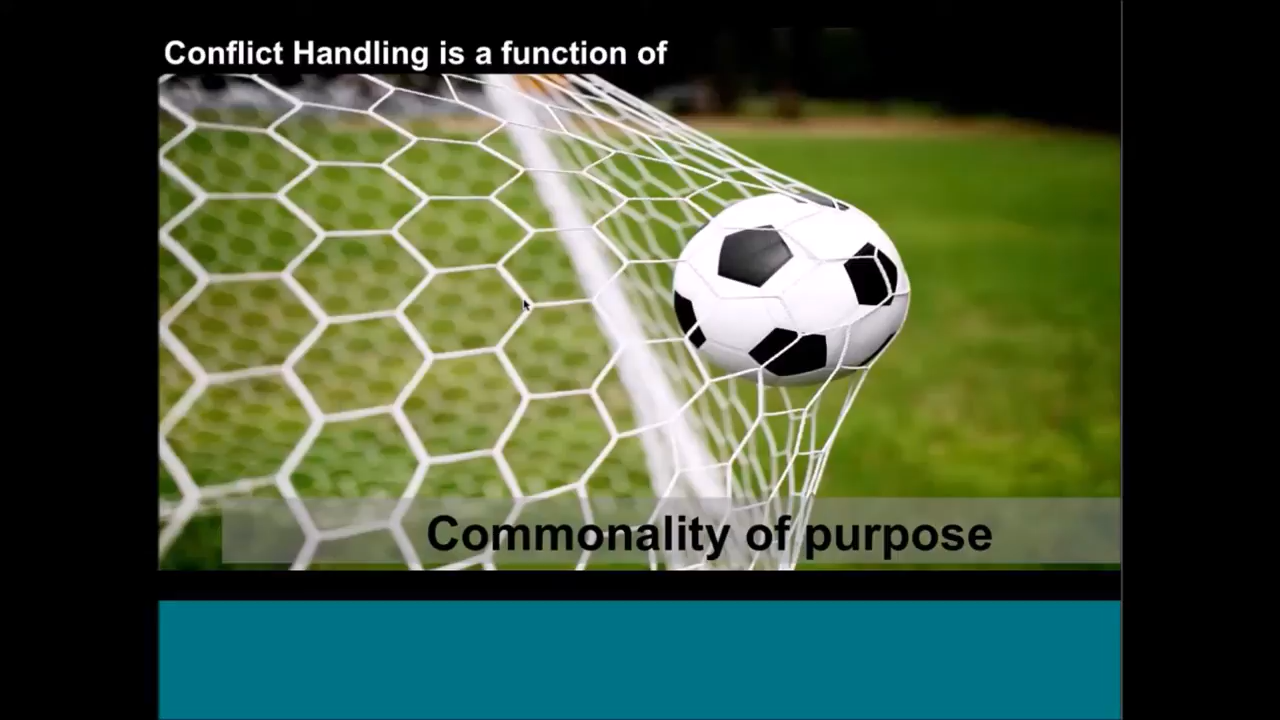 Conflict Handling is a function of
Commonality of purpose